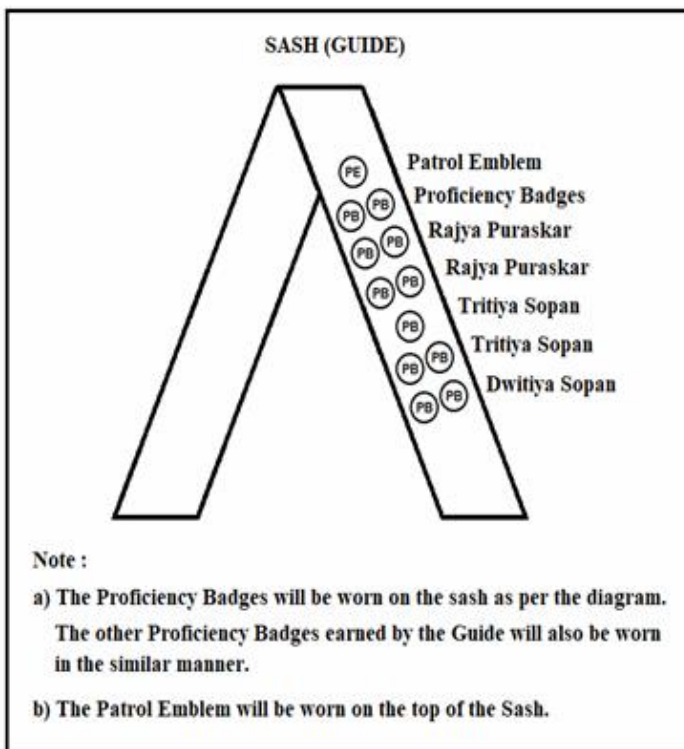 SASH (GUIDE)
PE
Patrol Emblem
PB PB
Proficiency Badges
PB PB
Rajya Puraskar
PB PB
Rajya Puraskar
PB
Tritiya Sopan
PB PB
Tritiya Sopan
PB PB
Dwitiya Sopan
Note :
a) The Proficiency Badges will be worn on the sash as per the diagram.
The other Proficiency Badges earned by the Guide will also be worn
in the similar manner.
b) The Patrol Emblem will be worn on the top of the Sash.